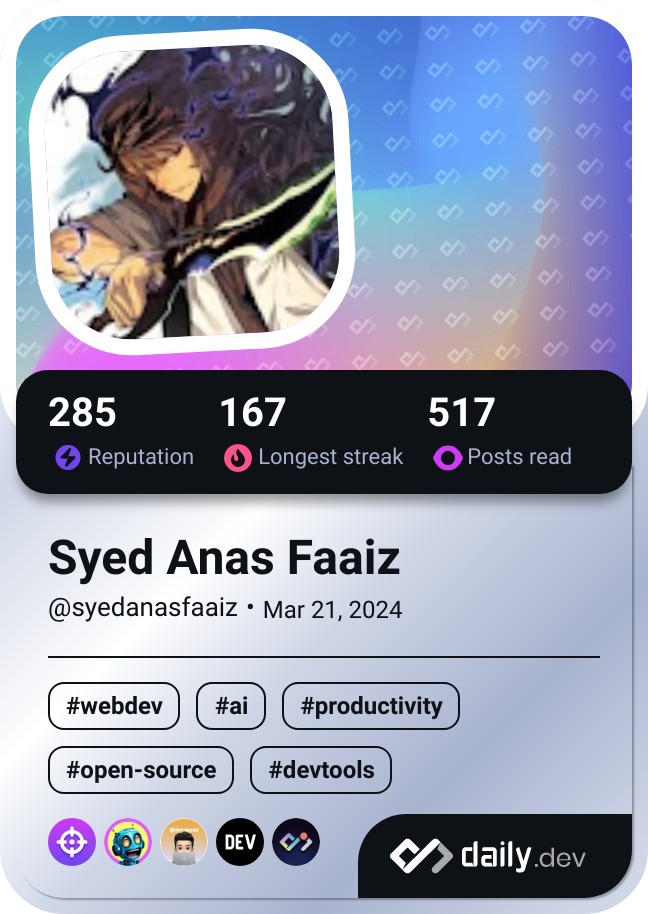 285 167 517
Reputation Longest streak Posts read
Syed Anas Faaiz
@syedanasfaaiz • Mar 21, 2024
#webdev #ai #productivity
#open-source #devtools
DEV
daily.dev